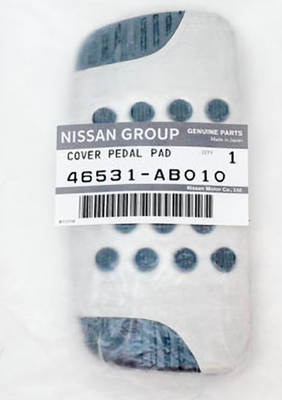 NISSAN GROUP GENUINE PARTS
Made in Japan
COVER PEDAL PAD QTY 1
46531-AB010
Nissan Motor Co., Ltd.